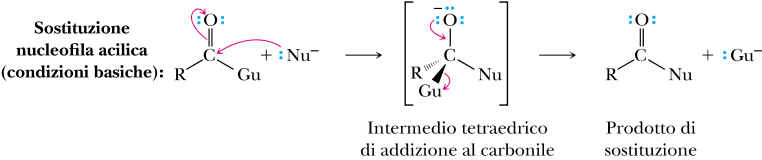 Sostituzione
nucleofila acilica
(condizioni basiche):
:O:
C
R
Gu
+ :Nu⁻
:O:⁻
C
R
Gu
Nu
:O:
C
R
Nu
+ :Gu⁻
Intermedio tetraedrico
di addizione al carbonile
Prodotto di
sostituzione